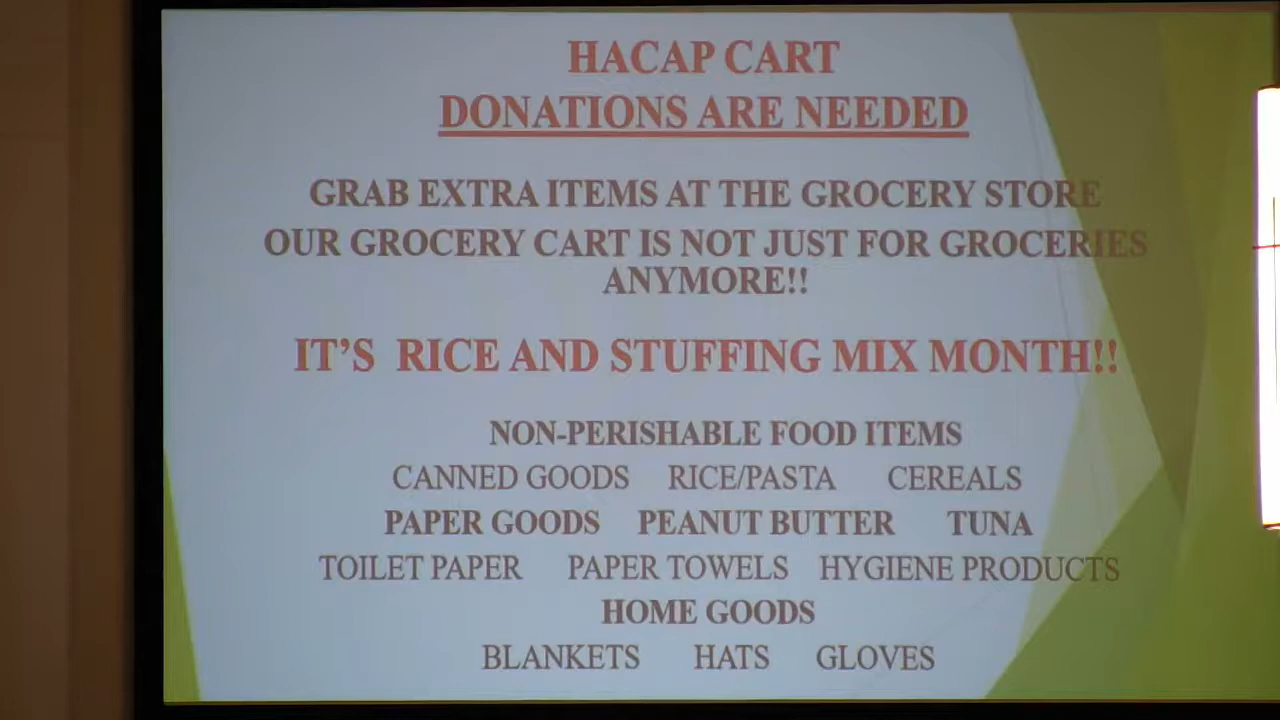 HACAP CART
DONATIONS ARE NEEDED
GRAB EXTRA ITEMS AT THE GROCERY STORE
OUR GROCERY CART IS NOT JUST FOR GROCERIES
ANYMORE!!
IT’S RICE AND STUFFING MIX MONTH!!
NON-PERISHABLE FOOD ITEMS
CANNED GOODS RICE/PASTA CEREALS
PAPER GOODS PEANUT BUTTER TUNA
TOILET PAPER PAPER TOWELS HYGIENE PRODUCTS
HOME GOODS
BLANKETS HATS GLOVES